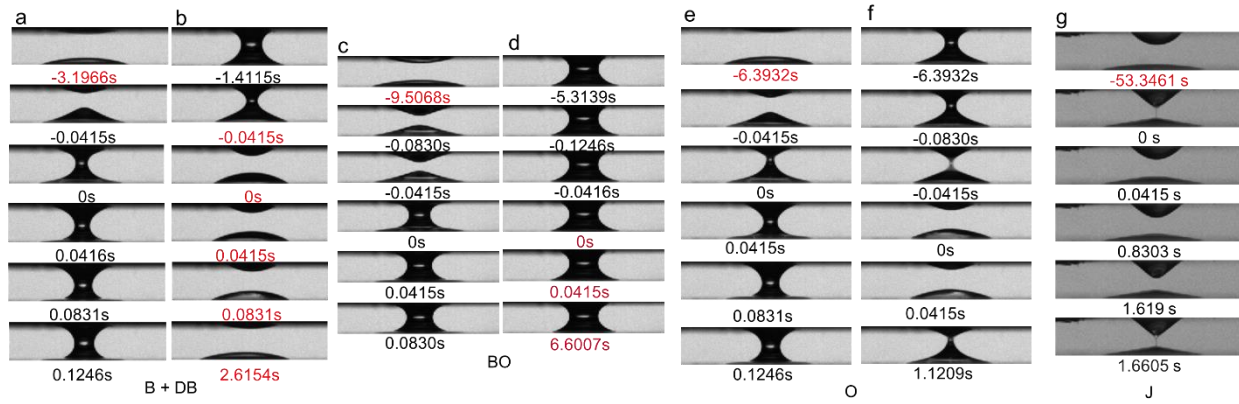 a
-3.1966s
-0.0415s
0s
0.0416s
0.0831s
0.1246s
b
-1.4115s
-0.0415s
0s
0.0415s
0.0831s
2.6154s
B + DB
c
-9.5068s
-0.0830s
-0.0415s
0s
0.0415s
0.0830s
d
-5.3139s
-0.1246s
-0.0416s
0s
0.0415s
6.6007s
BO
e
-6.3932s
-0.0415s
0s
0.0415s
0.0831s
0.1246s
f
-6.3932s
-0.0830s
-0.0415s
0s
0.0415s
1.1209s
O
g
-53.3461 s
0 s
0.0415 s
0.8303 s
1.619 s
1.6605 s
J